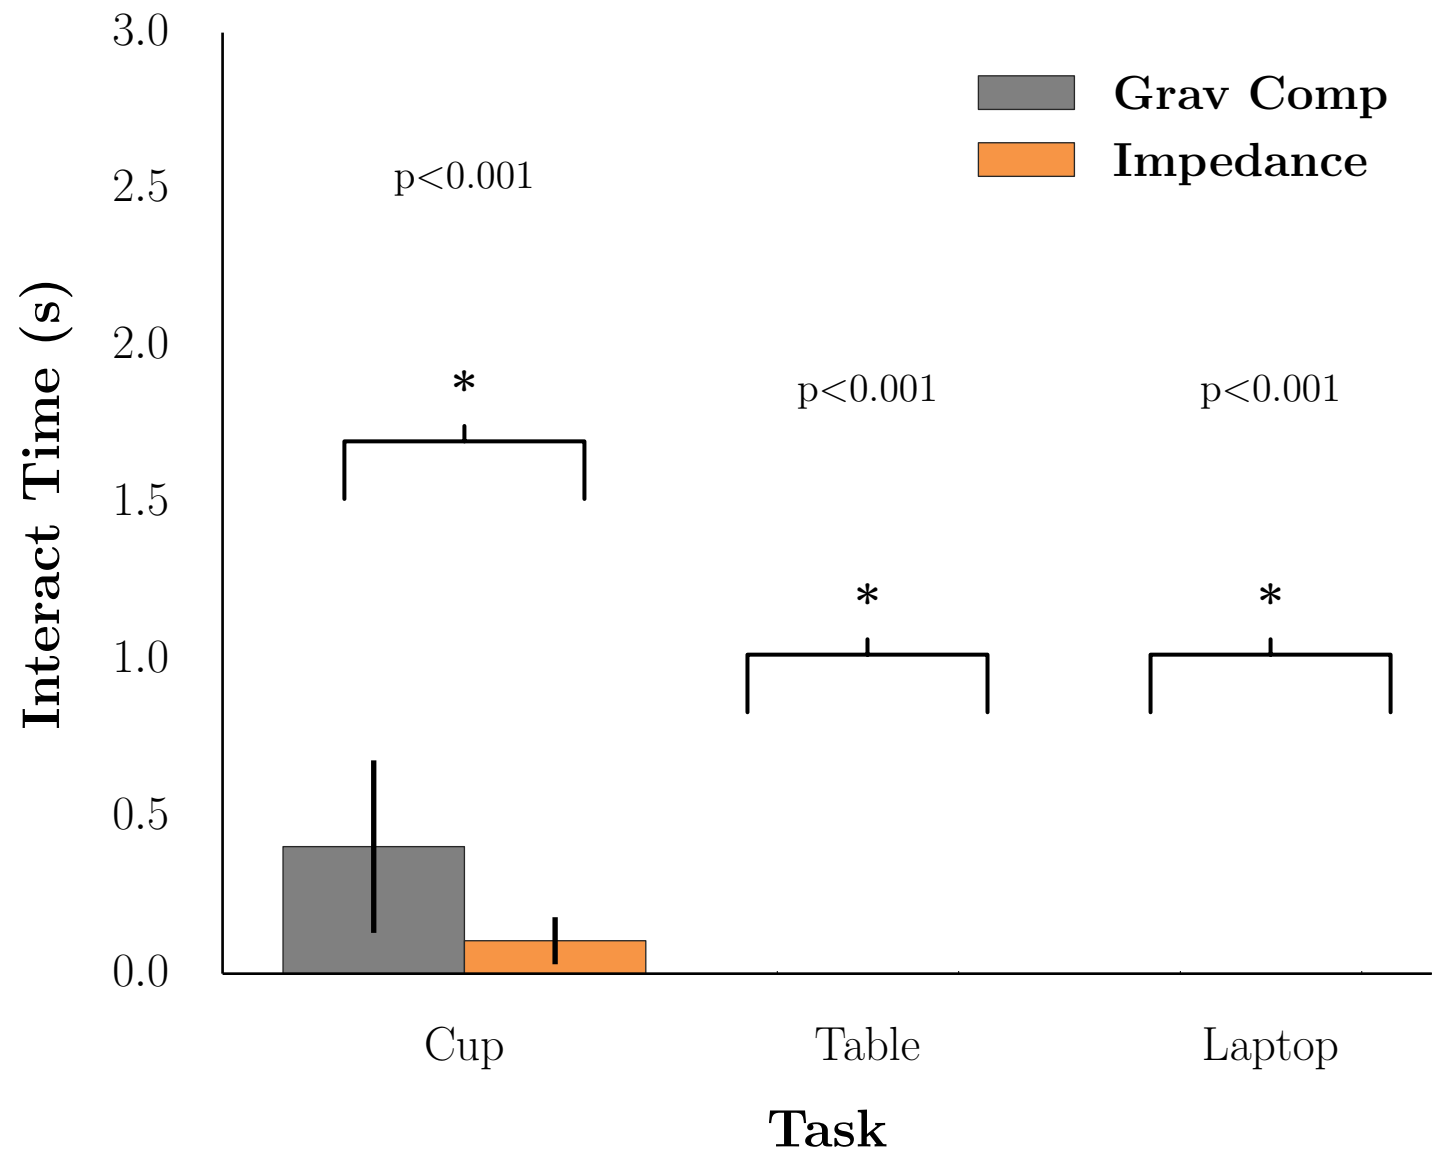 3.0
2.5
2.0
1.5
1.0
0.5
0.0
Interact Time (s)
Grav Comp
Impedance
p<0.001
*
p<0.001
*
p<0.001
*
Cup
Table
Laptop
Task